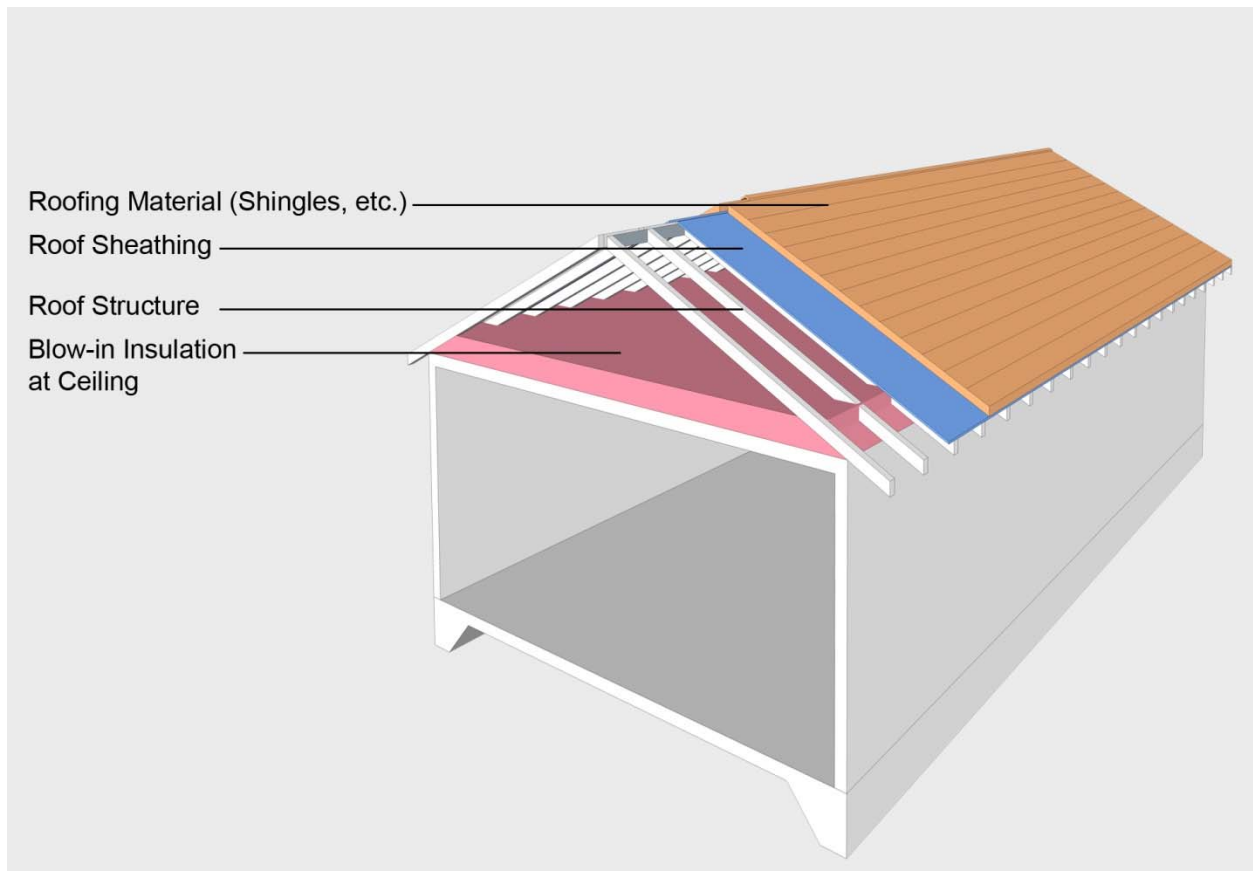 Roofing Material (Shingles, etc.)
Roof Sheathing
Roof Structure
Blow-in Insulation
at Ceiling